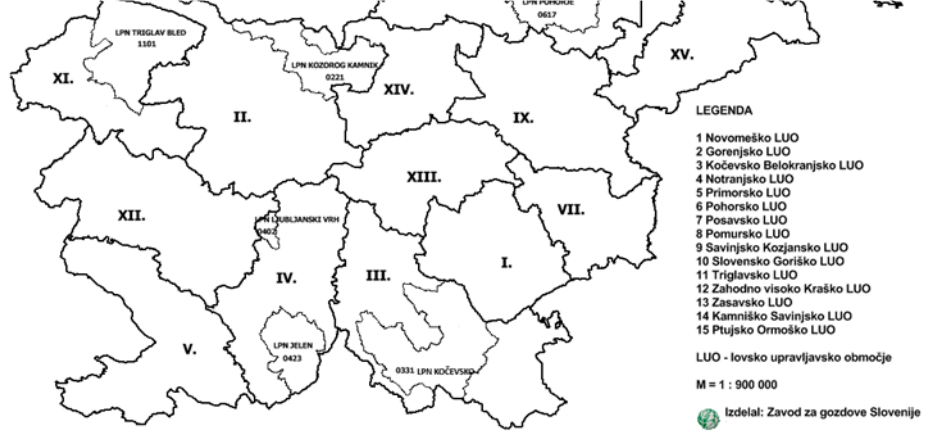 LPN POHORJE
0617
LPN TRIGLAV BLED
1101
XV.
XI.
LPN KOZOROG KAMNIK
0221
XIV.
II.
IX.
LEGENDA
1 Novomeško LUO
2 Gorenjsko LUO
3 Kočevsko Belokranjsko LUO
4 Notranjsko LUO
5 Primorsko LUO
6 Pohorsko LUO
7 Posavsko LUO
8 Pomursko LUO
9 Savinjsko Kozjansko LUO
10 Slovensko Goriško LUO
11 Triglavsko LUO
12 Zahodno visoko Kraško LUO
13 Zasavsko LUO
14 Kamniško Savinjsko LUO
15 Ptujsko Ormoško LUO
LUO - lovsko upravljavsko območje
M = 1 : 900 000
Izdelal: Zavod za gozdove Slovenije
XIII.
XII.
LPN LJUBLJANSKI VRH
0402
VII.
IV.
III.
I.
V.
LPN JELEN
0423
0331 LPN KOČEVSKO